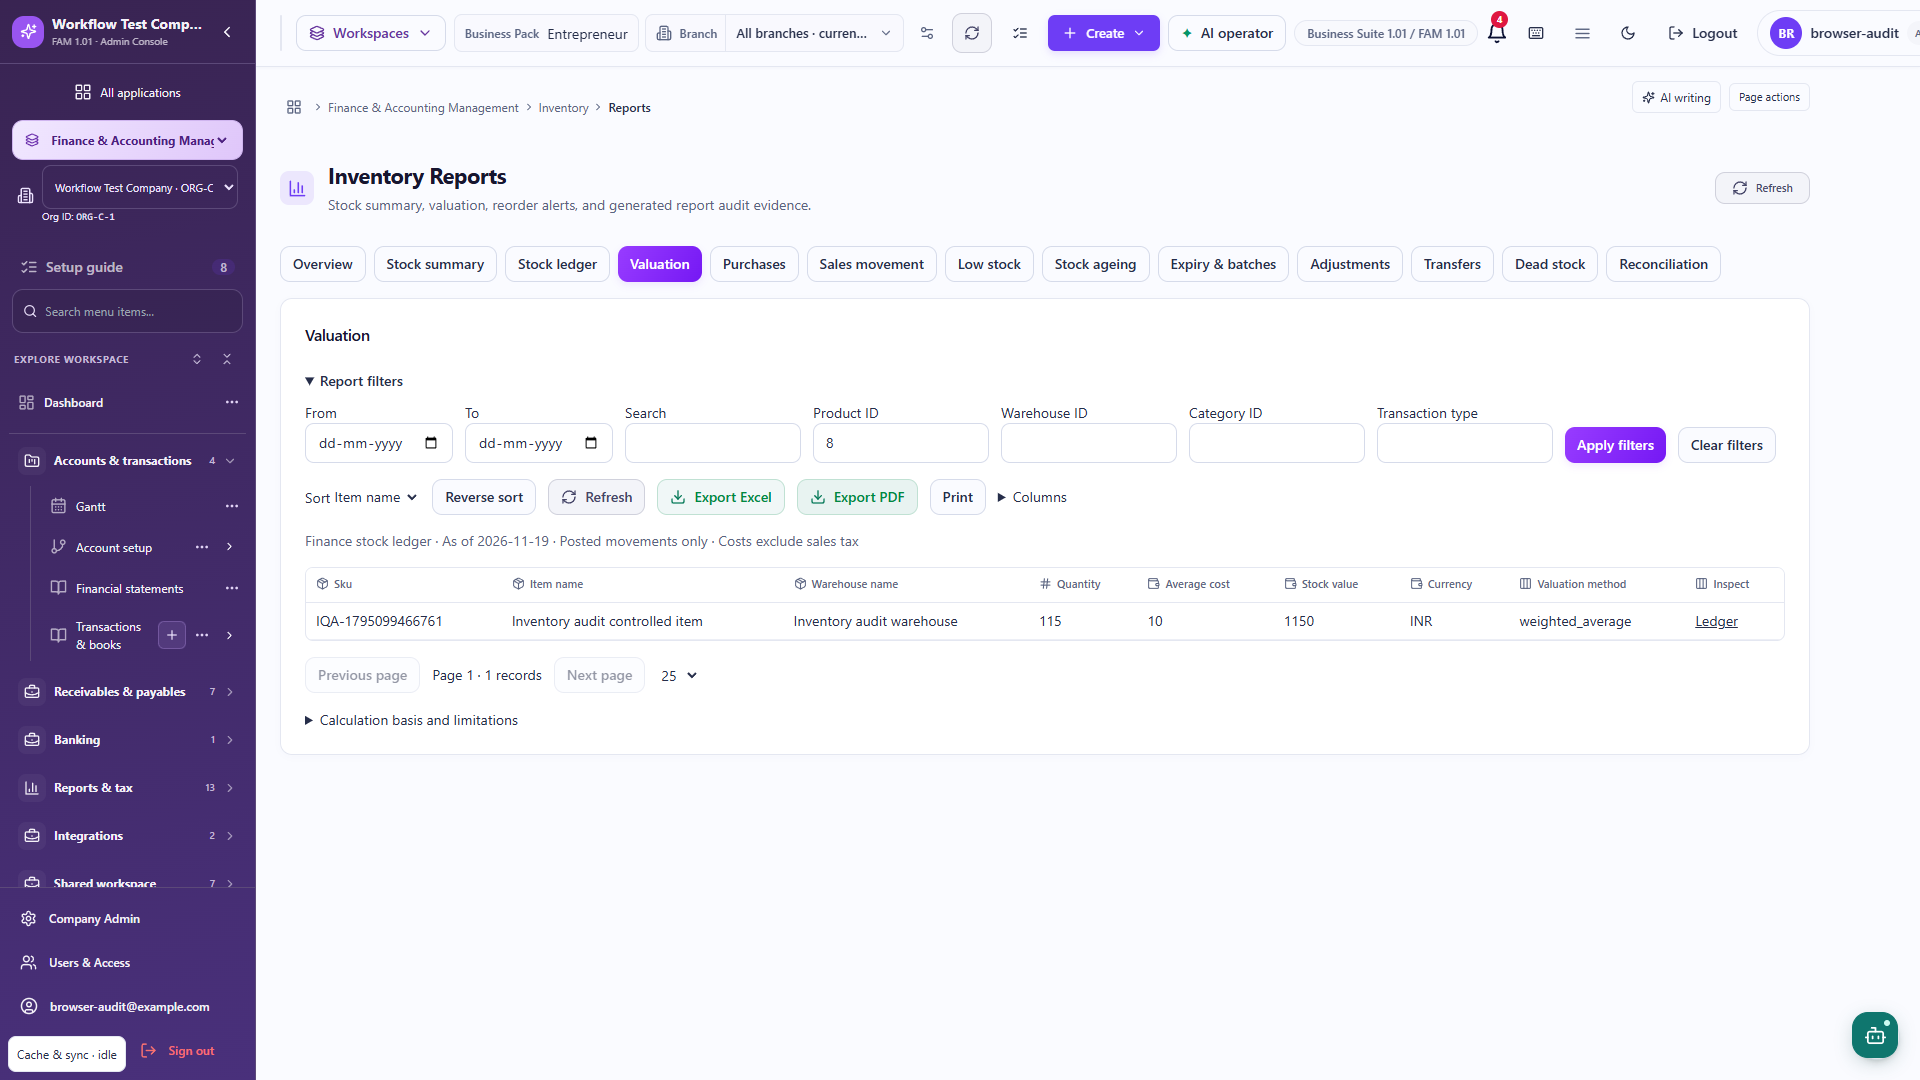 Workflow Test Comp...
FAM 1.01 · Admin Console
All applications
Finance & Accounting Manag
Workflow Test Company · ORG-C
Org ID: ORG-C-1
Setup guide 8
Search menu items...
EXPLORE WORKSPACE
Dashboard
Accounts & transactions 4
Gantt
Account setup
Financial statements
Transactions
& books
Receivables & payables 7
Banking 1
Reports & tax 13
Integrations 2
Shared workspace 7
Company Admin
Users & Access
browser-audit@example.com
Cache & sync · idle
Sign out
Workspaces
Business Pack Entrepreneur
Branch All branches · curren...
Create
AI operator
Business Suite 1.01 / FAM 1.01
4
Logout
BR browser-audit
Finance & Accounting Management > Inventory > Reports
AI writing
Page actions
Inventory Reports
Stock summary, valuation, reorder alerts, and generated report audit evidence.
Refresh
Overview Stock summary Stock ledger Valuation Purchases Sales movement Low stock Stock ageing Expiry & batches Adjustments Transfers Dead stock Reconciliation
Valuation
Report filters
From To Search Product ID Warehouse ID Category ID Transaction type
dd-mm-yyyy dd-mm-yyyy 8 Apply filters Clear filters
Sort Item name Reverse sort Refresh Export Excel Export PDF Print Columns
Finance stock ledger · As of 2026-11-19 · Posted movements only · Costs exclude sales tax
Sku Item name Warehouse name Quantity Average cost Stock value Currency Valuation method Inspect
IQA-1795099466761 Inventory audit controlled item Inventory audit warehouse 115 10 1150 INR weighted_average Ledger
Previous page Page 1 · 1 records Next page 25
Calculation basis and limitations